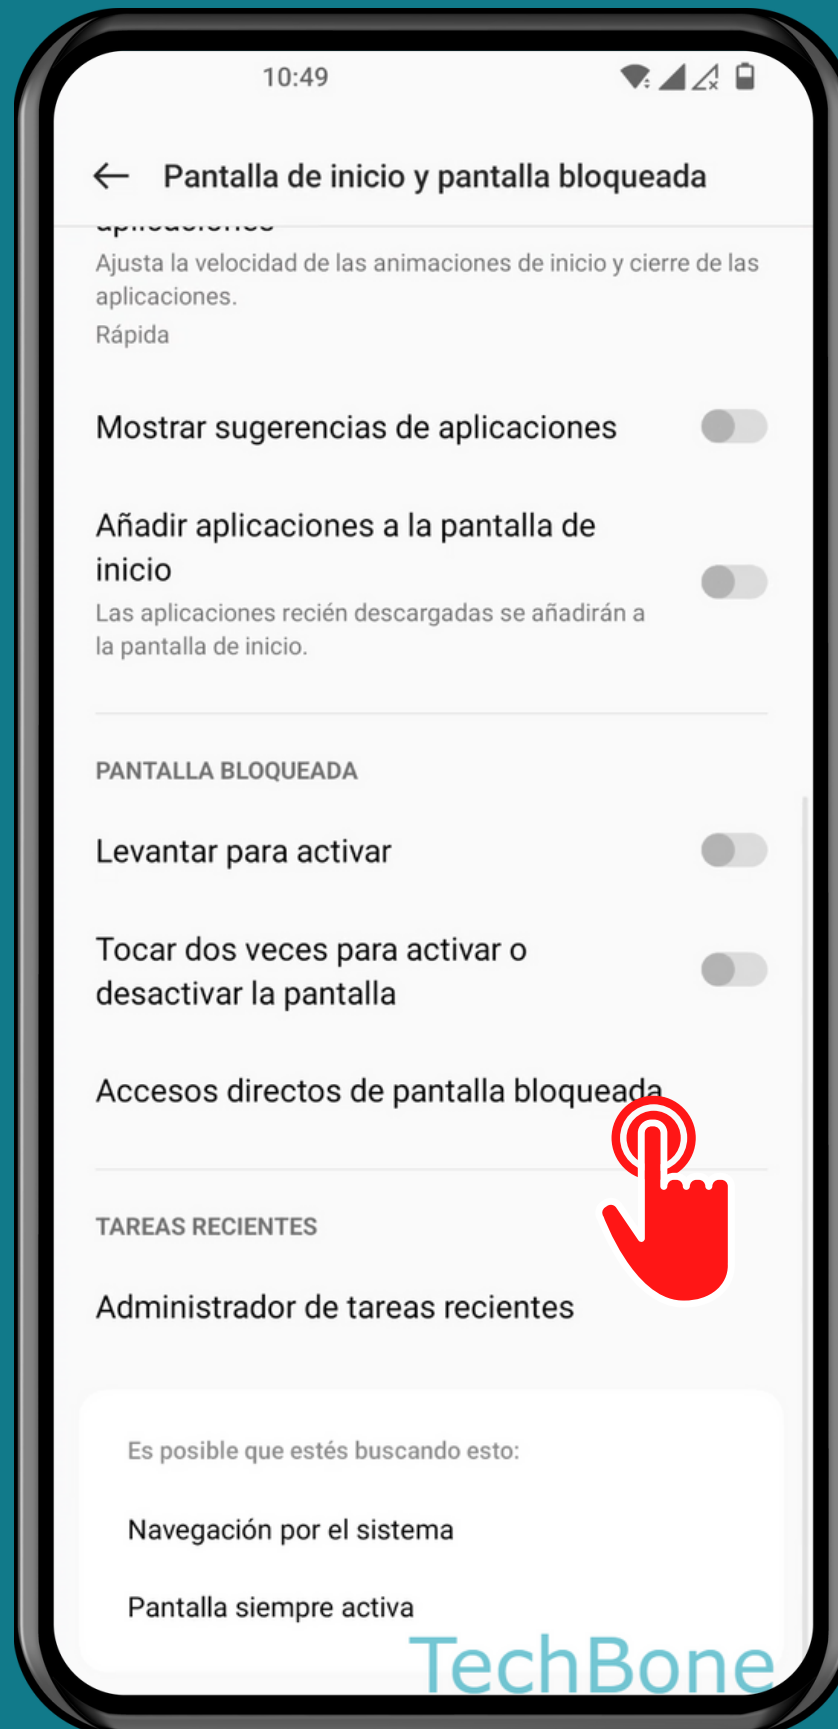 10:49
Pantalla de inicio y pantalla bloqueada
aplicaciones
Ajusta la velocidad de las animaciones de inicio y cierre de las
aplicaciones.
Rápida
Mostrar sugerencias de aplicaciones
Añadir aplicaciones a la pantalla de
inicio
Las aplicaciones recién descargadas se añadirán a
la pantalla de inicio.
PANTALLA BLOQUEADA
Levantar para activar
Tocar dos veces para activar o
desactivar la pantalla
Accesos directos de pantalla bloqueada
TAREAS RECIENTES
Administrador de tareas recientes
Es posible que estés buscando esto:
Navegación por el sistema
Pantalla siempre activa
TechBone